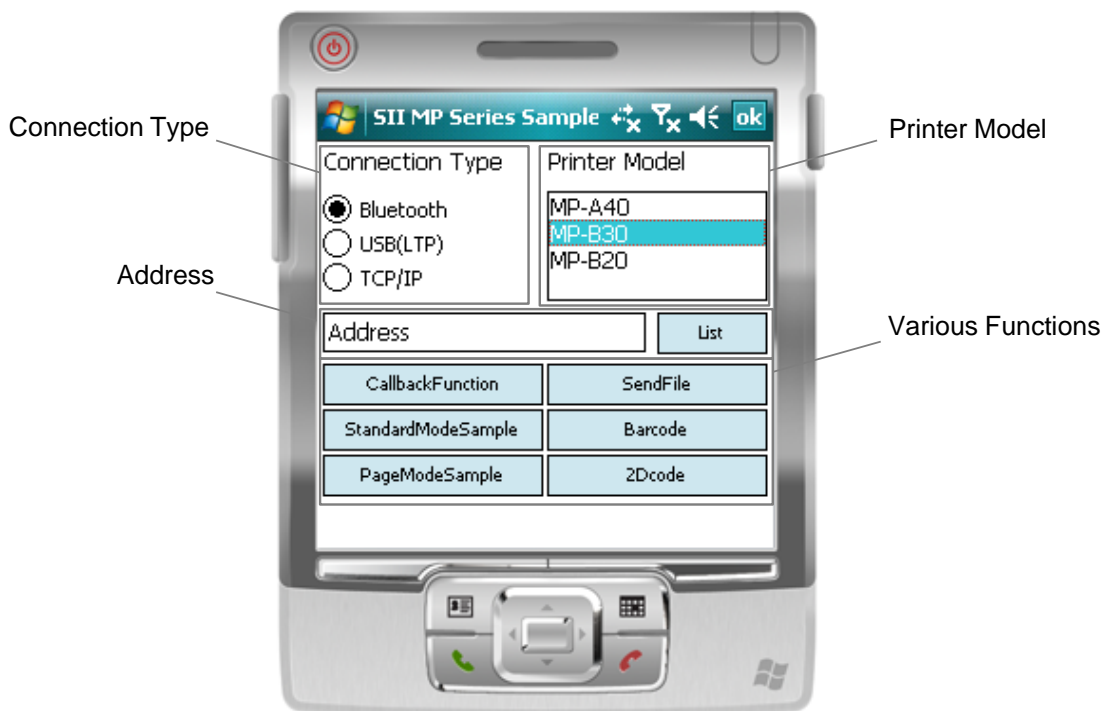 SII MP Series Sample
ok
Connection Type
Printer Model
Connection Type
Printer Model
Bluetooth
MP-A40
USB(LTP)
MP-B30
TCP/IP
MP-B20
Address
Address
List
Various Functions
CallbackFunction
SendFile
StandardModeSample
Barcode
PageModeSample
2Dcode